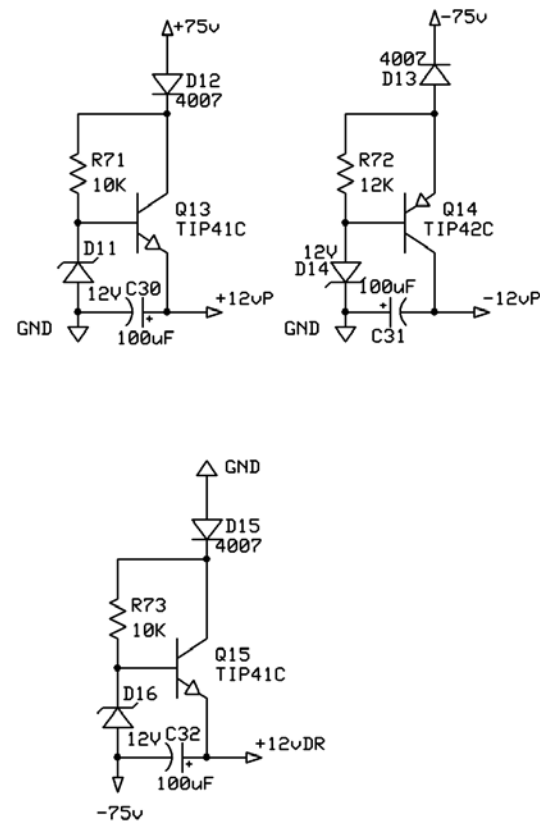 +75v
D12
4007
R71
10K
Q13
TIP41C
D11
12V
C30
+12vP
GND
100uF
-75v
4007
D13
R72
12K
Q14
TIP42C
12V
D14
100uF
-12vP
GND
C31
GND
D15
4007
R73
10K
Q15
TIP41C
D16
12V
C32
+12vDR
100uF
-75v